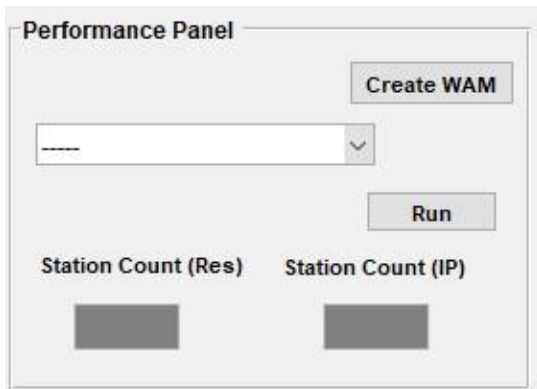 Performance Panel
Create WAM
-----
Run
Station Count (Res) Station Count (IP)